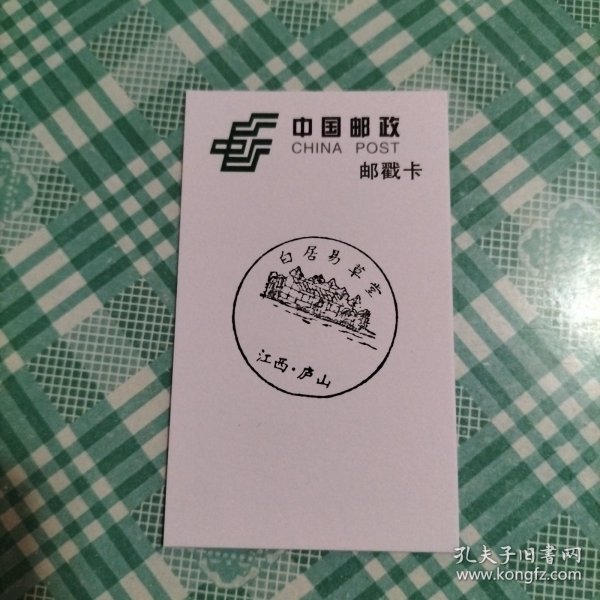 中国邮政
CHINA POST
邮戳卡
白居易草堂
江西·庐山
孔夫子旧书网
www.kongfz.com